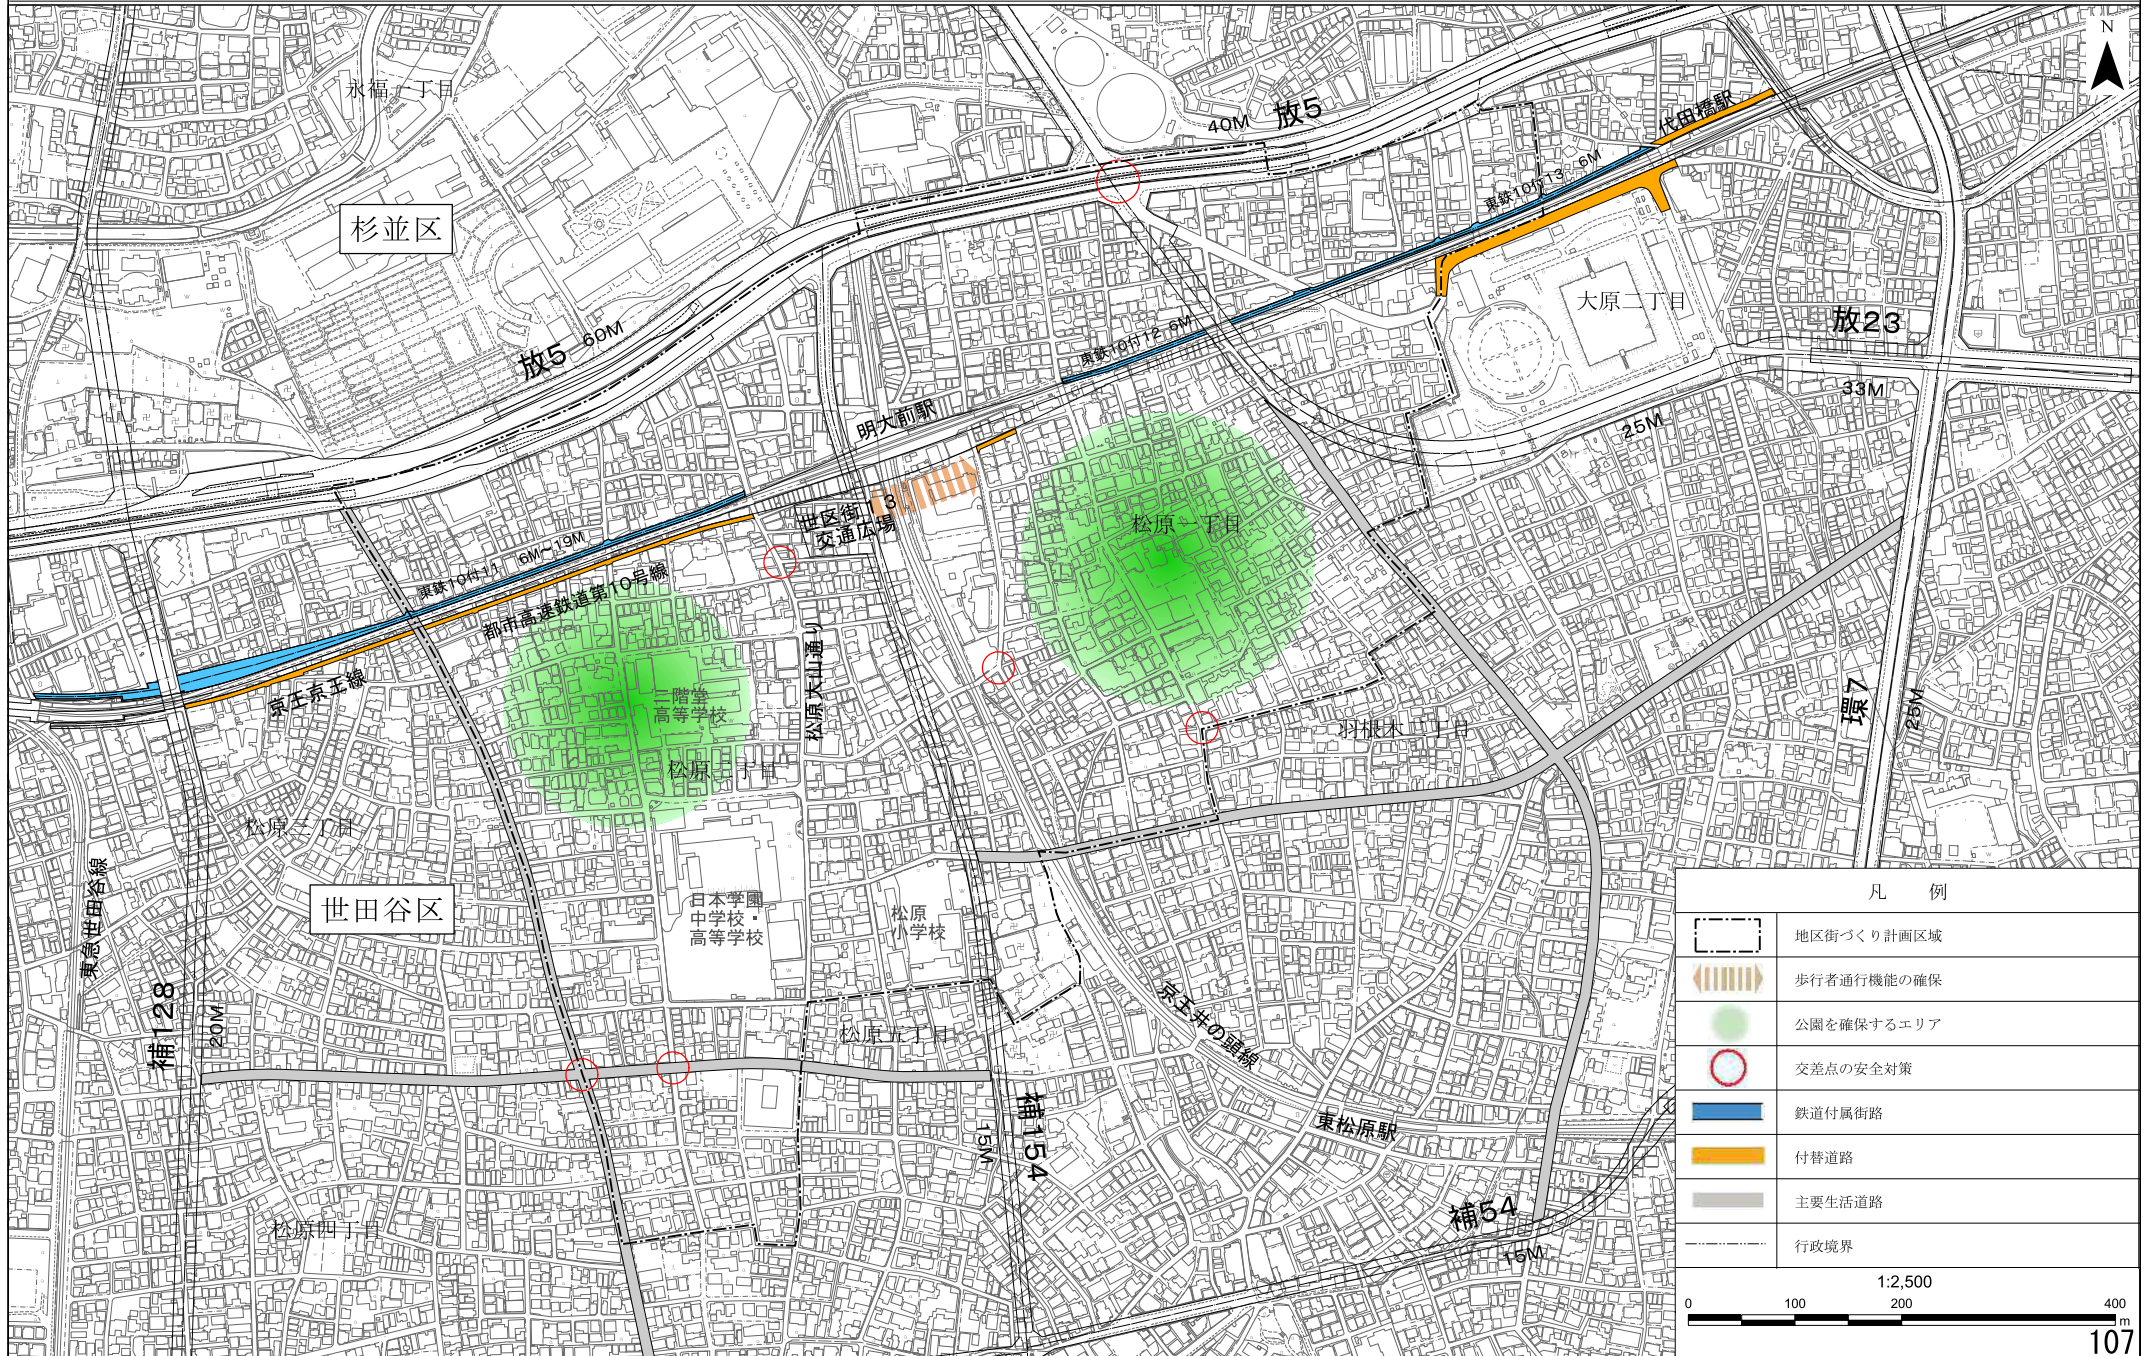 N
永福一丁目
杉並区
放5
40M
代田橋駅
東鉄10付13 6M
大原二丁目
放23
33M
25M
放5 60M
東鉄10付12 6M
明大前駅
世区街13
交通広場
松原一丁目
東鉄10付11 6M~19M
都市高速鉄道第10号線
京王京王線
松原大山通り
二階堂
高等学校
松原二丁目
羽根木二丁目
環7
25M
松原三丁目
世田谷区
東急世田谷線
補128
20M
日本学園
中学校・
高等学校
松原
小学校
松原五丁目
京王井の頭線
補154
15M
東松原駅
補54
15M
松原四丁目
凡 例
地区街づくり計画区域
歩行者通行機能の確保
公園を確保するエリア
交差点の安全対策
鉄道付属街路
付替道路
主要生活道路
行政境界
1:2,500
0 100 200 400
m
107